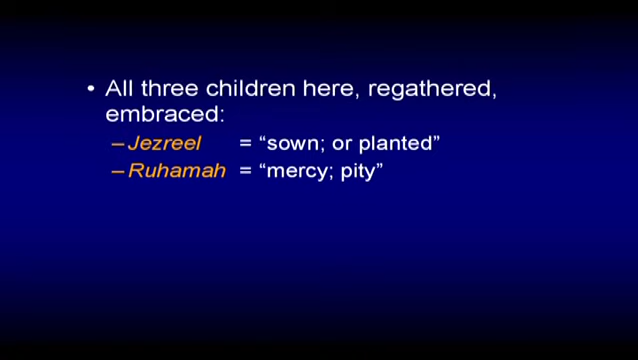 • All three children here, regathered,
embraced:
– Jezreel = “sown; or planted”
– Ruhamah = “mercy; pity”